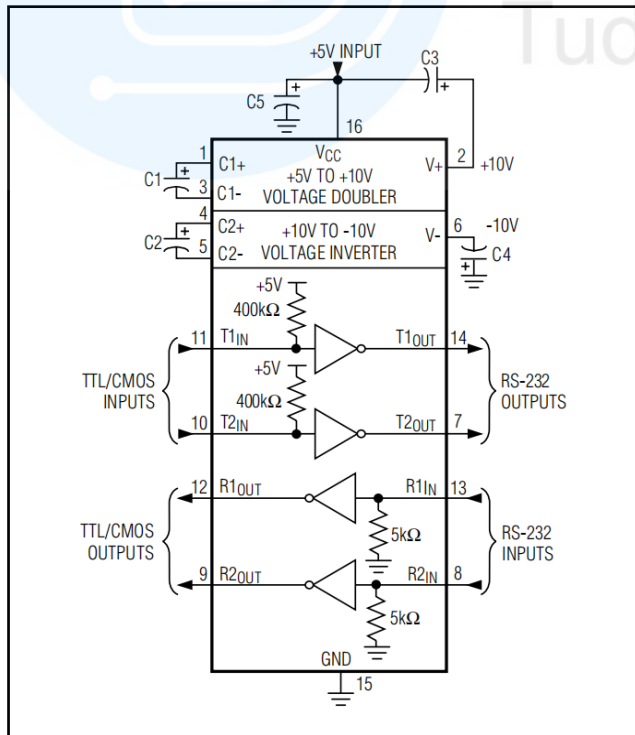 Tuo
+5V INPUT
C3
+
C5
+
16
1
C1+
VCC
V+
2
+10V
C1
+
+5V TO +10V
3
C1-
VOLTAGE DOUBLER
4
C2+
+10V TO -10V
6
-10V
C2
+
V-
5
C2-
VOLTAGE INVERTER
C4
+
+5V
400kΩ
11
T1IN
T1OUT
14
+5V
TTL/CMOS
INPUTS
RS-232
OUTPUTS
400kΩ
10
T2IN
T2OUT
7
12
R1OUT
R1IN
13
TTL/CMOS
OUTPUTS
5kΩ
RS-232
INPUTS
9
R2OUT
R2IN
8
5kΩ
GND
15